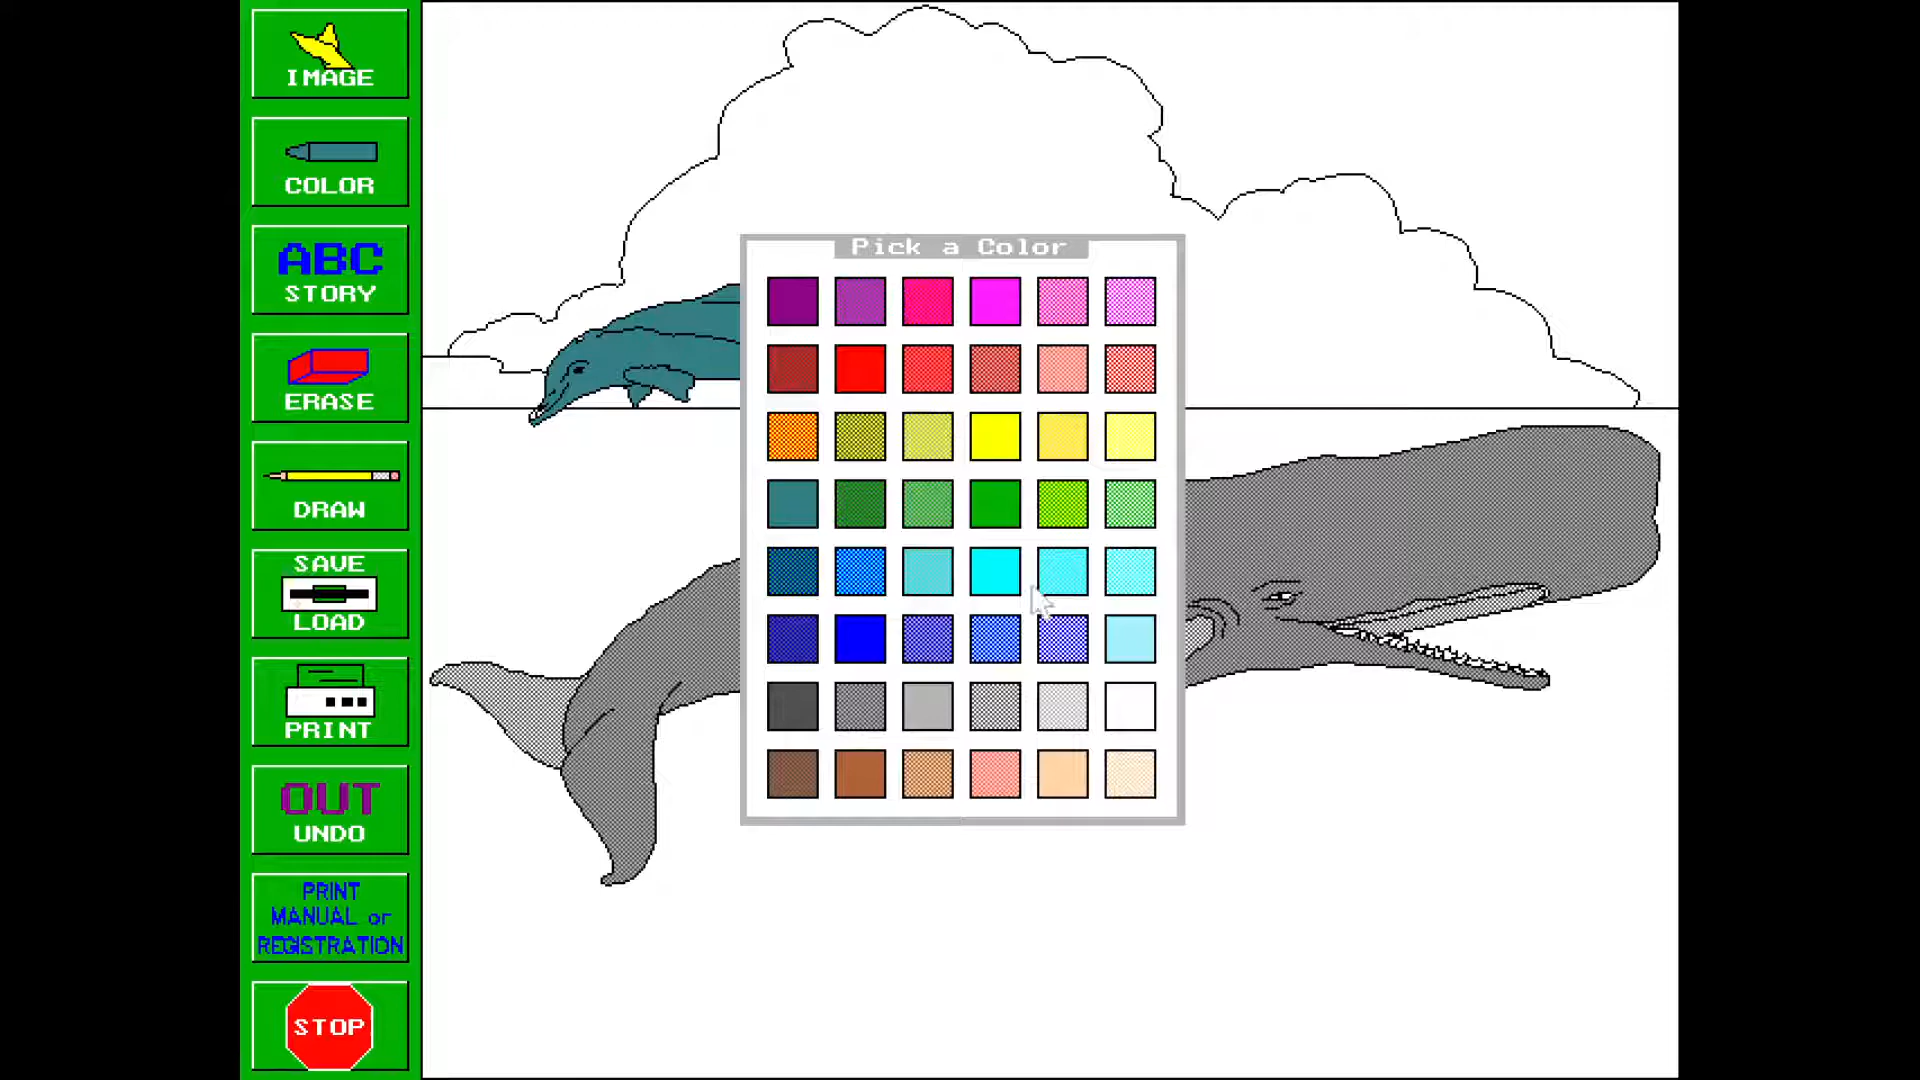 IMAGE
COLOR
ABC
STORY
ERASE
DRAW
SAVE
LOAD
PRINT
OUT
UNDO
PRINT
MANUAL or
REGISTRATION
STOP
Pick a Color